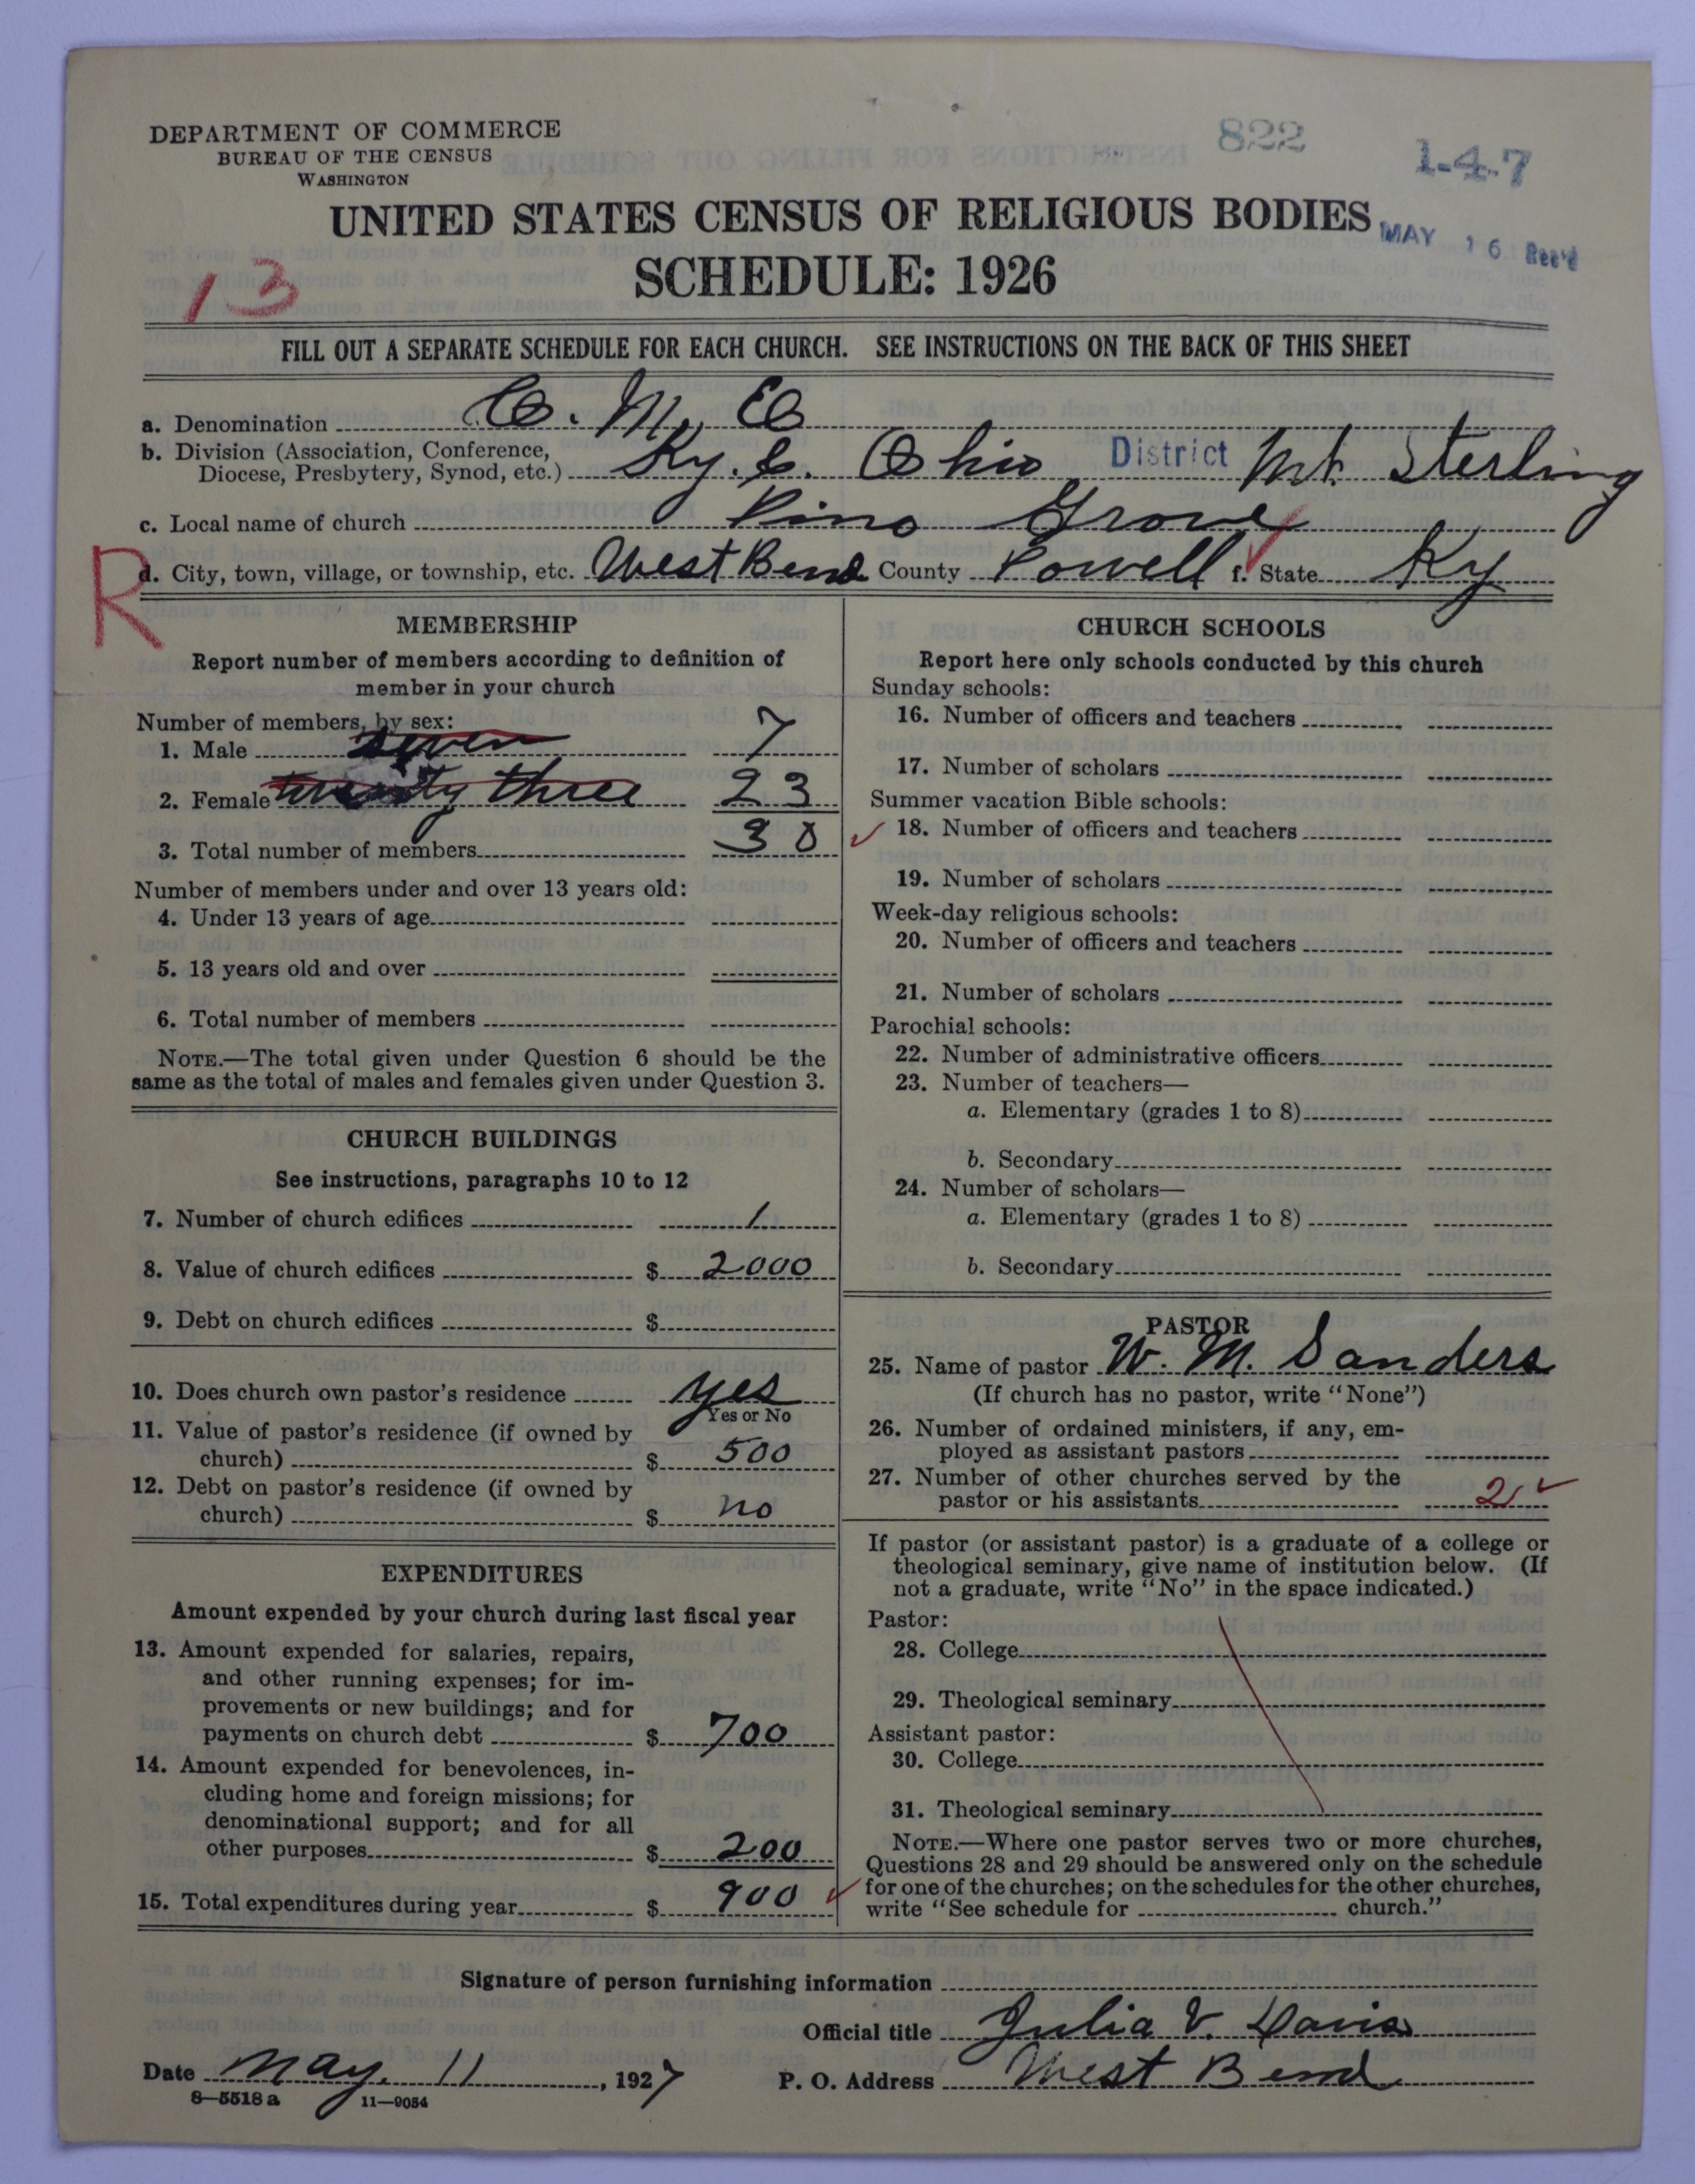 DEPARTMENT OF COMMERCE
BUREAU OF THE CENSUS
WASHINGTON
822
1-4-7
UNITED STATES CENSUS OF RELIGIOUS BODIES
MAY 16 Rec'd
SCHEDULE: 1926
13
FILL OUT A SEPARATE SCHEDULE FOR EACH CHURCH. SEE INSTRUCTIONS ON THE BACK OF THIS SHEET
a. Denomination C. M. E
b. Division (Association, Conference,
Diocese, Presbytery, Synod, etc.) Ky. & Ohio District Mt. Sterling
c. Local name of church Pino Grove
R
d. City, town, village, or township, etc. West Bend County Powell f. State Ky
MEMBERSHIP
Report number of members according to definition of
member in your church
Number of members, by sex:
1. Male seven 7
2. Female twenty three 23
3. Total number of members 30
Number of members under and over 13 years old:
4. Under 13 years of age
5. 13 years old and over
6. Total number of members
NOTE.—The total given under Question 6 should be the
same as the total of males and females given under Question 3.
CHURCH BUILDINGS
See instructions, paragraphs 10 to 12
7. Number of church edifices 1
8. Value of church edifices $ 2000
9. Debt on church edifices $
10. Does church own pastor's residence yes
Yes or No
11. Value of pastor's residence (if owned by
church) $ 500
12. Debt on pastor's residence (if owned by
church) $ no
EXPENDITURES
Amount expended by your church during last fiscal year
13. Amount expended for salaries, repairs,
and other running expenses; for im-
provements or new buildings; and for
payments on church debt $ 700
14. Amount expended for benevolences, in-
cluding home and foreign missions; for
denominational support; and for all
other purposes $ 200
15. Total expenditures during year $ 900
CHURCH SCHOOLS
Report here only schools conducted by this church
Sunday schools:
16. Number of officers and teachers
17. Number of scholars
Summer vacation Bible schools:
18. Number of officers and teachers
19. Number of scholars
Week-day religious schools:
20. Number of officers and teachers
21. Number of scholars
Parochial schools:
22. Number of administrative officers
23. Number of teachers—
a. Elementary (grades 1 to 8)
b. Secondary
24. Number of scholars—
a. Elementary (grades 1 to 8)
b. Secondary
PASTOR
25. Name of pastor W. M. Sanders
(If church has no pastor, write "None")
26. Number of ordained ministers, if any, em-
ployed as assistant pastors
27. Number of other churches served by the
pastor or his assistants 2
If pastor (or assistant pastor) is a graduate of a college or
theological seminary, give name of institution below. (If
not a graduate, write "No" in the space indicated.)
Pastor:
28. College
29. Theological seminary
Assistant pastor:
30. College
31. Theological seminary
NOTE.—Where one pastor serves two or more churches,
Questions 28 and 29 should be answered only on the schedule
for one of the churches; on the schedules for the other churches,
write "See schedule for church."
Signature of person furnishing information
Official title Julia V. Davis
Date May. 11, 1927 P. O. Address West Bend
8—5518 a 11—9054